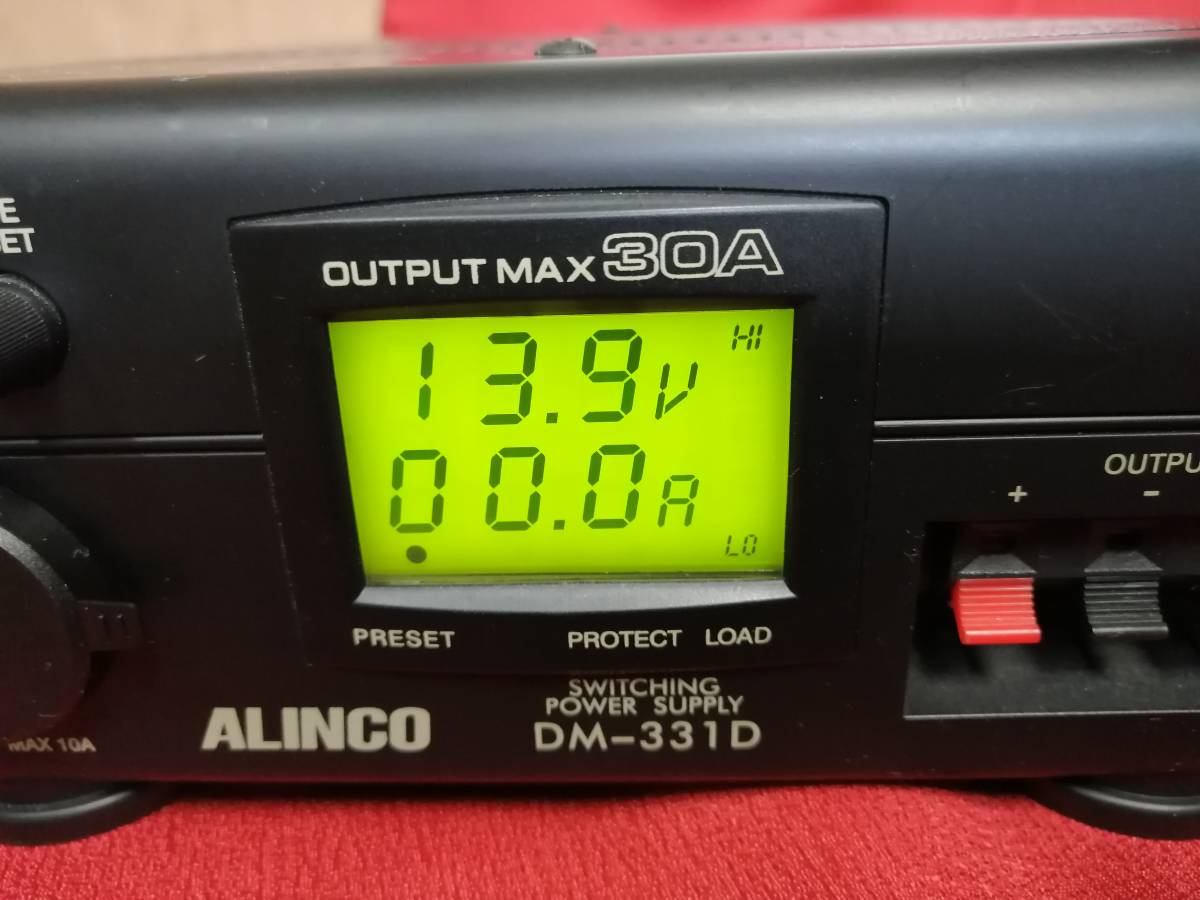 OUTPUT MAX 30A
13.9V
HI
00.0A
LO
PRESET PROTECT LOAD
SWITCHING
POWER SUPPLY
DM-331D
ALINCO
MAX 10A
+ -